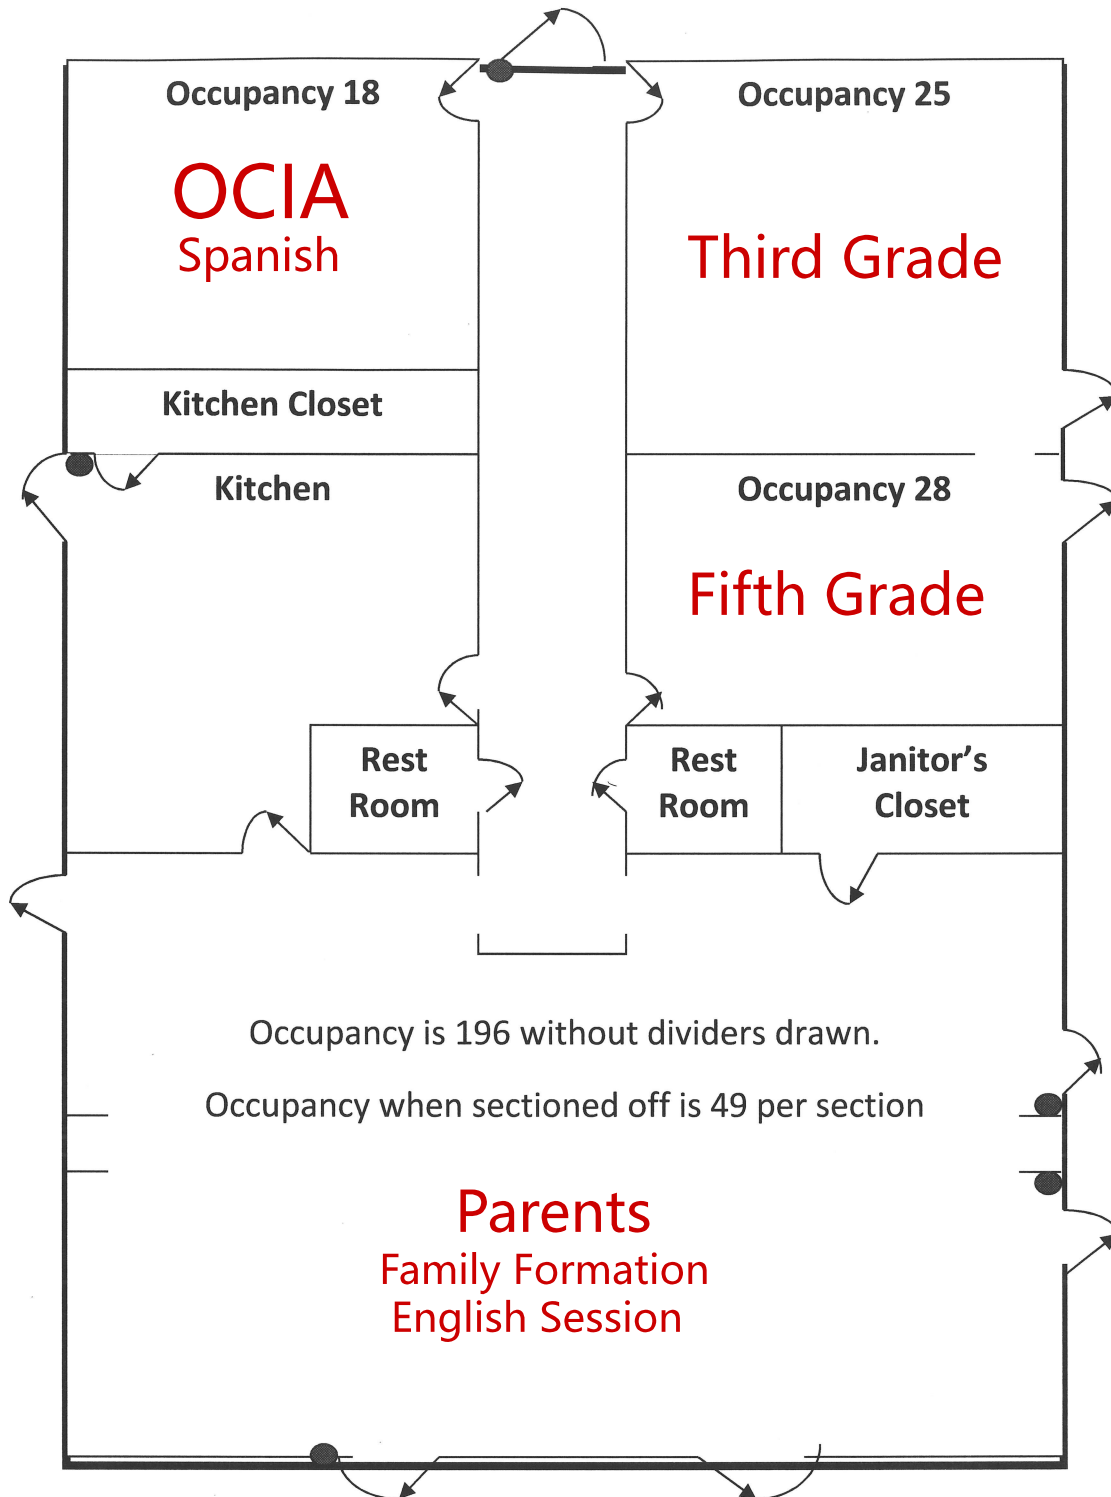 Occupancy 18
OCIA
Spanish
Occupancy 25
Third Grade
Kitchen Closet
Kitchen
Occupancy 28
Fifth Grade
Rest
Room
Rest
Room
Janitor’s
Closet
Occupancy is 196 without dividers drawn.
Occupancy when sectioned off is 49 per section
Parents
Family Formation
English Session